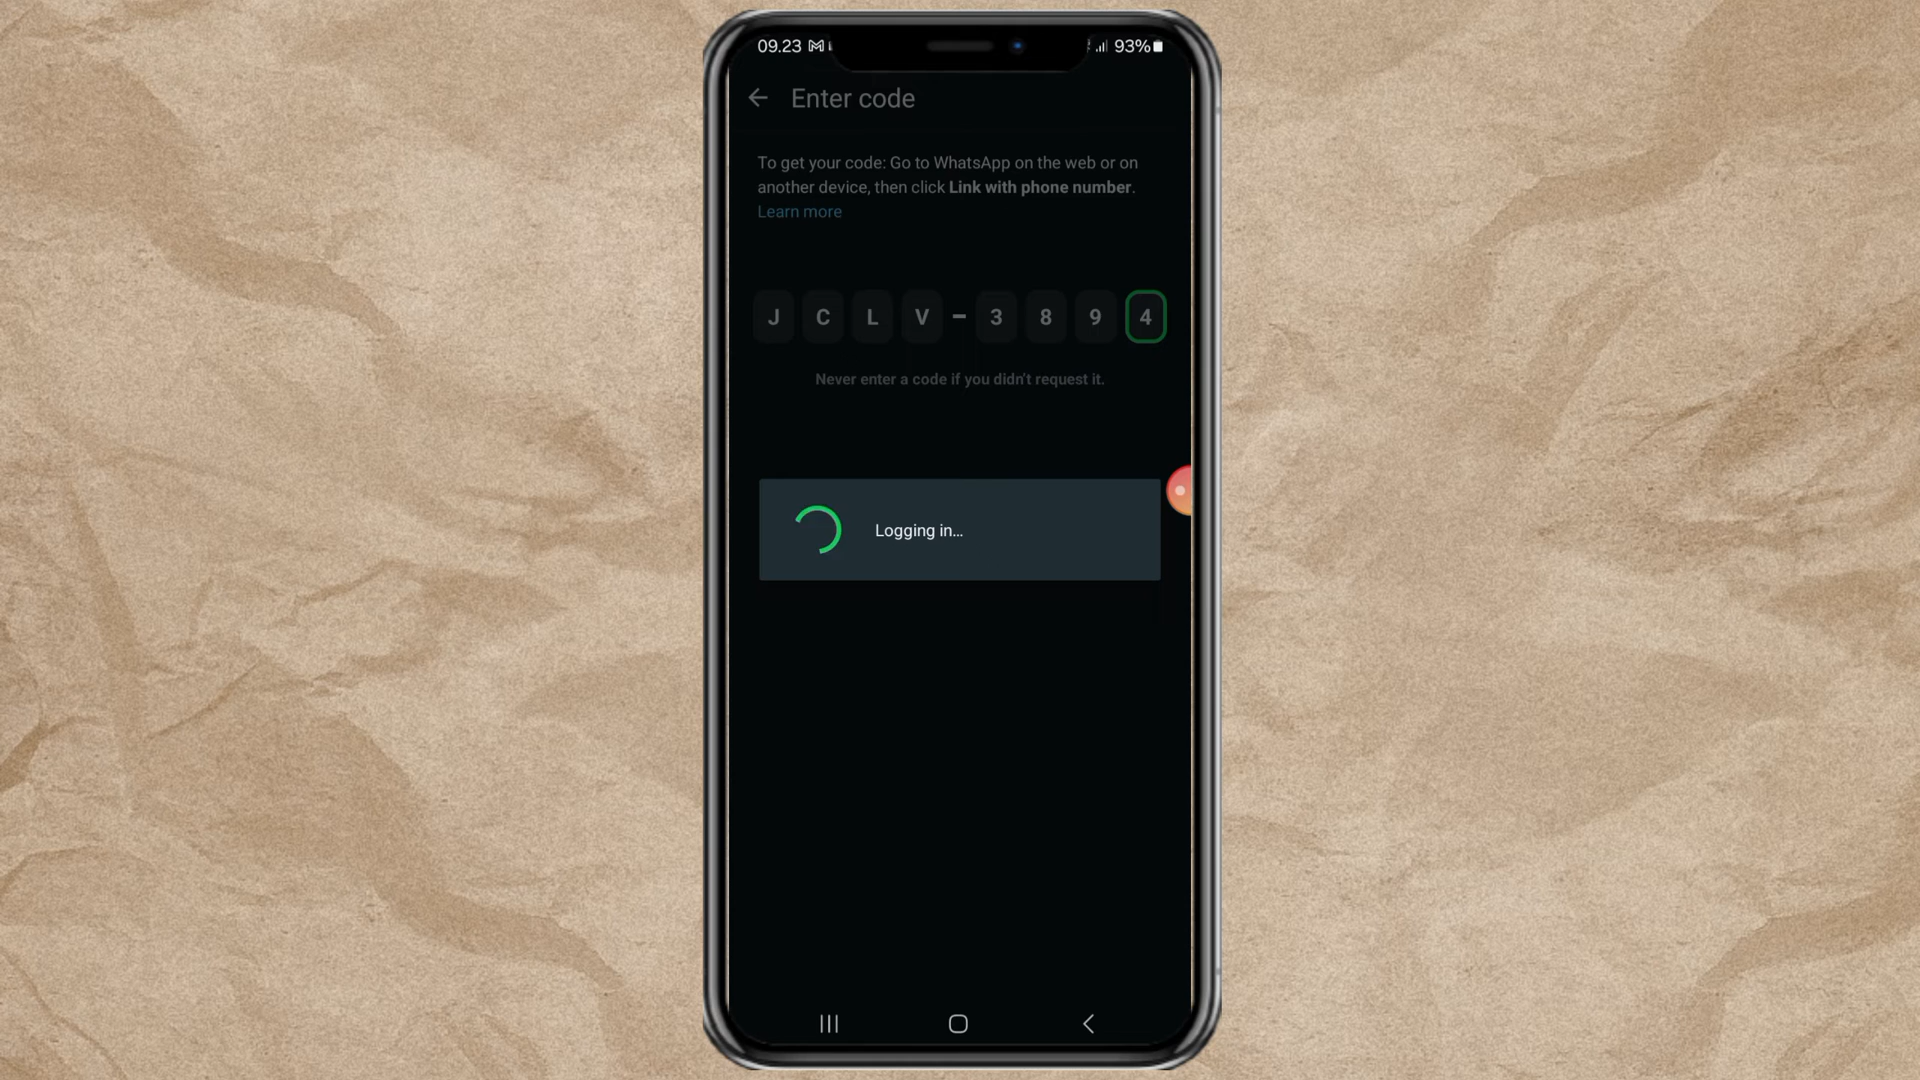 09.23
93%
Enter code
To get your code: Go to WhatsApp on the web or on
another device, then click Link with phone number.
Learn more
J C L V – 3 8 9 4
Never enter a code if you didn't request it.
Logging in...